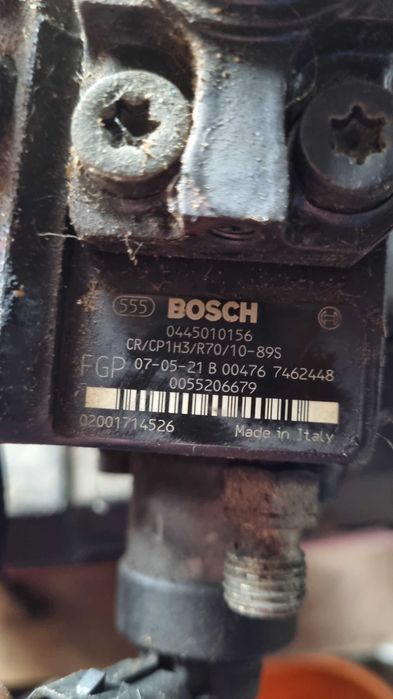 555 BOSCH
0445010156
CR/CP1H3/R70/10-89S
FGP 07-05-21 B 00476 7462448
0055206679
02001714526 Made in Italy